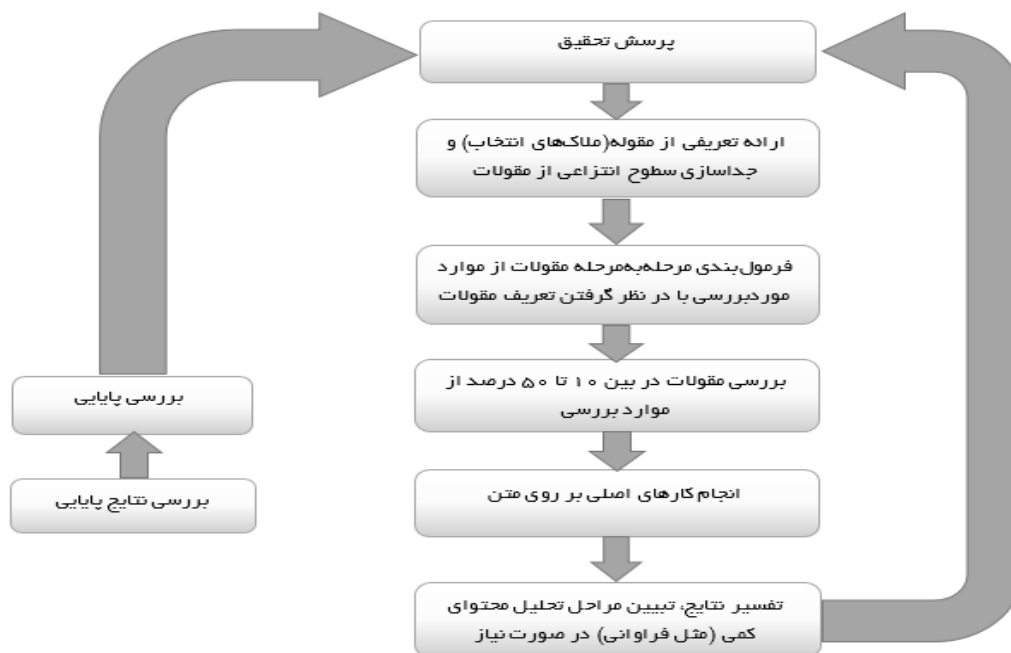 پرسش تحقیق
ارائه تعریفی از مقوله(ملاک‌های انتخاب) و
جداسازی سطوح انتزاعی از مقولات
فرمول‌بندی مرحله‌به‌مرحله مقولات از موارد
موردبررسی با در نظر گرفتن تعریف مقولات
بررسی مقولات در بین ۱۰ تا ۵۰ درصد از
موارد بررسی
انجام کارهای اصلی بر روی متن
تفسیر نتایج، تبیین مراحل تحلیل محتوای
کمی (مثل فراوانی) در صورت نیاز
بررسی پایایی
بررسی نتایج پایایی